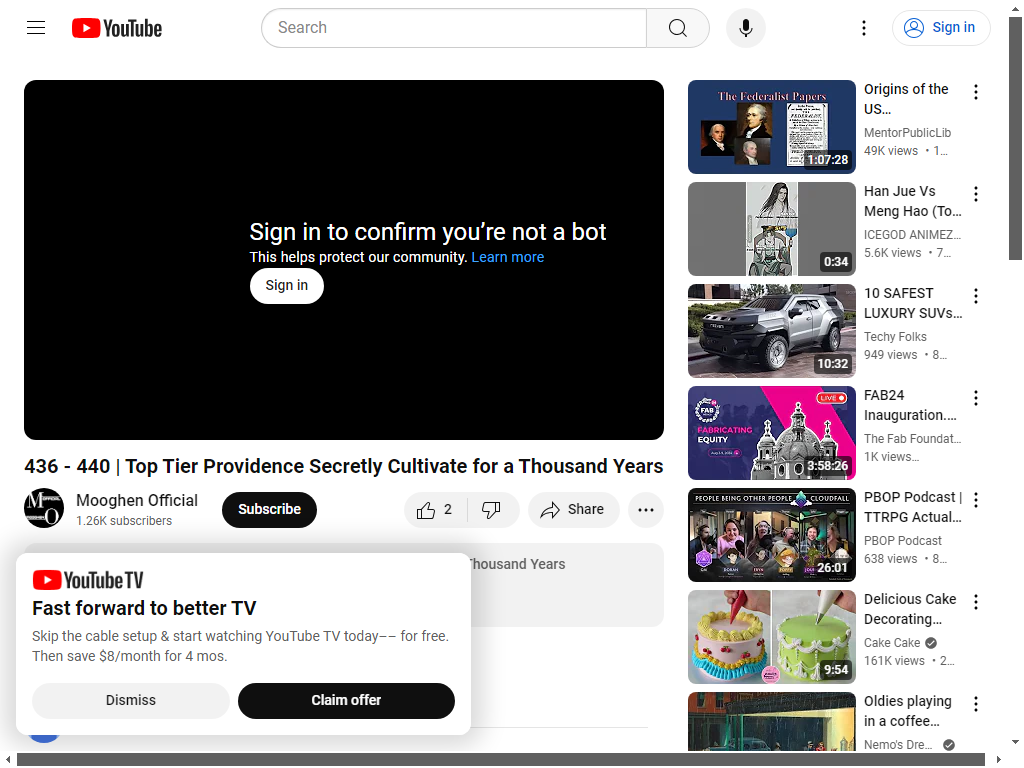 YouTube
Search
Sign in
Sign in to confirm you’re not a bot
This helps protect our community. Learn more
Sign in
436 - 440 | Top Tier Providence Secretly Cultivate for a Thousand Years
Mooghen Official
1.26K subscribers
Subscribe
2
Share
Thousand Years
YouTube TV
Fast forward to better TV
Skip the cable setup & start watching YouTube TV today–– for free.
Then save $8/month for 4 mos.
Dismiss
Claim offer
The Federalist Papers
1:07:28
Origins of the
US…
MentorPublicLib
49K views • 1…
0:34
Han Jue Vs
Meng Hao (To…
ICEGOD ANIMEZ…
5.6K views • 7…
10:32
10 SAFEST
LUXURY SUVs…
Techy Folks
949 views • 8…
LIVE
FAB
FABRICATING
EQUITY
3:58:26
FAB24
Inauguration.…
The Fab Foundat…
1K views…
PEOPLE BEING OTHER PEOPLE CLOUDFALL
26:01
PBOP Podcast |
TTRPG Actual…
PBOP Podcast
638 views • 8…
9:54
Delicious Cake
Decorating…
Cake Cake
161K views • 2…
Oldies playing
in a coffee…
Nemo's Dre…